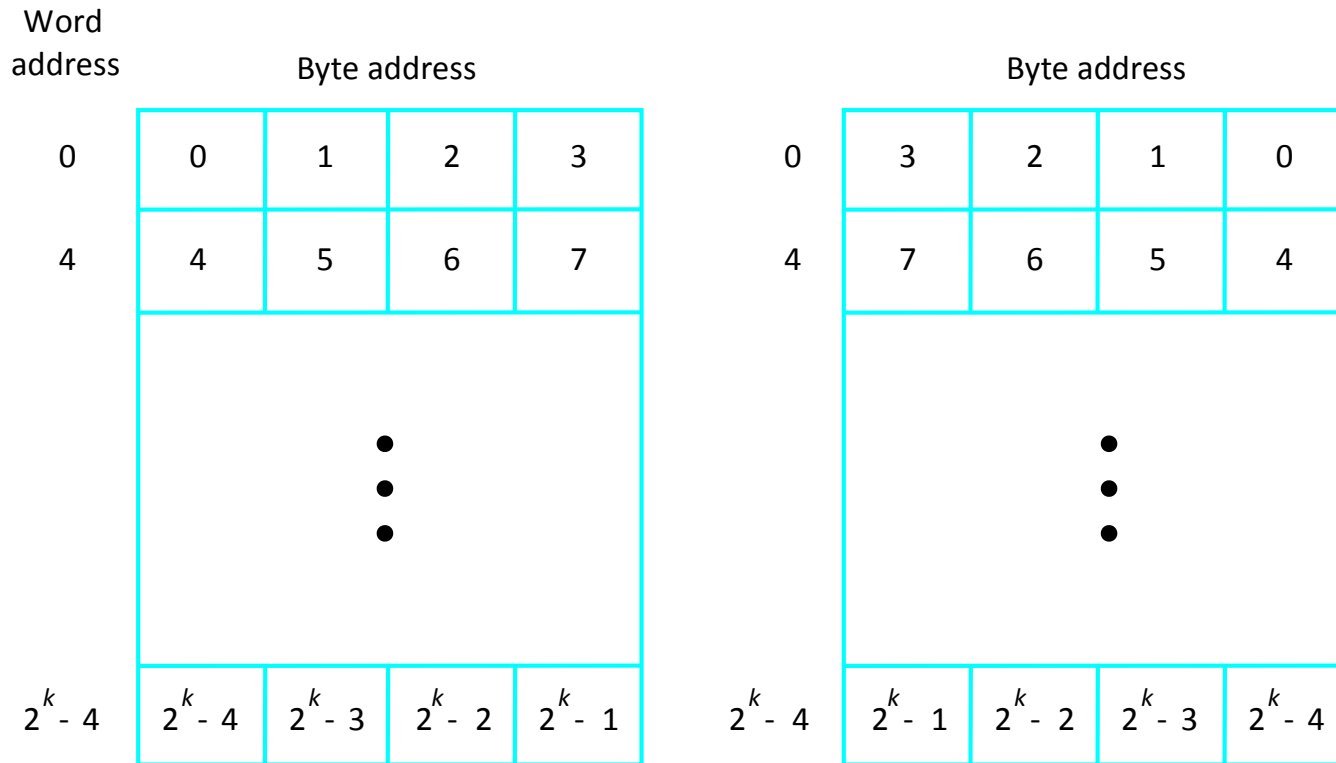 Word
address
Byte address
Byte address
0 0 1 2 3
0 3 2 1 0
4 4 5 6 7
4 7 6 5 4
2^k - 4 2^k - 4 2^k - 3 2^k - 2 2^k - 1
2^k - 4 2^k - 1 2^k - 2 2^k - 3 2^k - 4